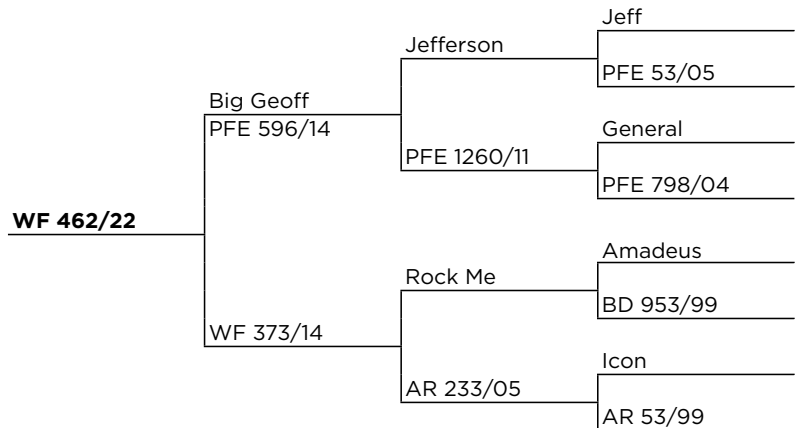 Jeff
Jefferson
PFE 53/05
Big Geoff
PFE 596/14
General
PFE 1260/11
PFE 798/04
WF 462/22
Amadeus
Rock Me
BD 953/99
WF 373/14
Icon
AR 233/05
AR 53/99